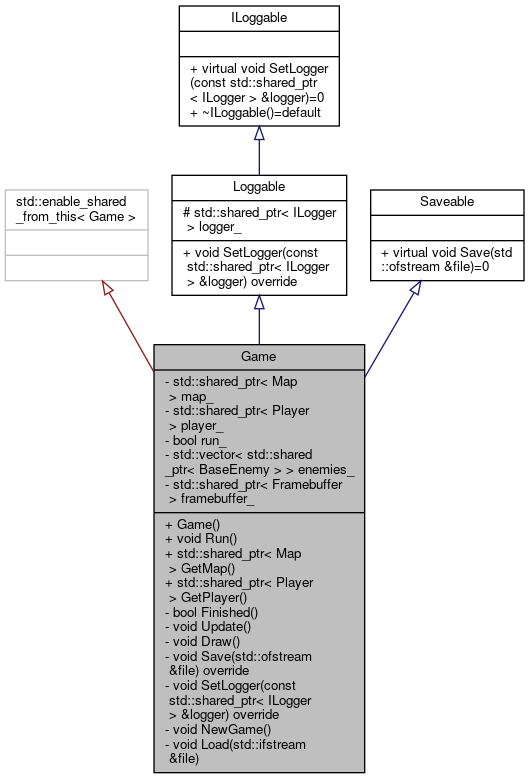 ILoggable
+ virtual void SetLogger
(const std::shared_ptr
< ILogger > &logger)=0
+ ~ILoggable()=default
std::enable_shared
_from_this< Game >
Loggable
# std::shared_ptr< ILogger
> logger_
+ void SetLogger(const
std::shared_ptr< ILogger
> &logger) override
Saveable
+ virtual void Save(std
::ofstream &file)=0
Game
- std::shared_ptr< Map
> map_
- std::shared_ptr< Player
> player_
- bool run_
- std::vector< std::shared
_ptr< BaseEnemy > > enemies_
- std::shared_ptr< Framebuffer
> framebuffer_
+ Game()
+ void Run()
+ std::shared_ptr< Map
> GetMap()
+ std::shared_ptr< Player
> GetPlayer()
- bool Finished()
- void Update()
- void Draw()
- void Save(std::ofstream
&file) override
- void SetLogger(const
std::shared_ptr< ILogger
> &logger) override
- void NewGame()
- void Load(std::ifstream
&file)